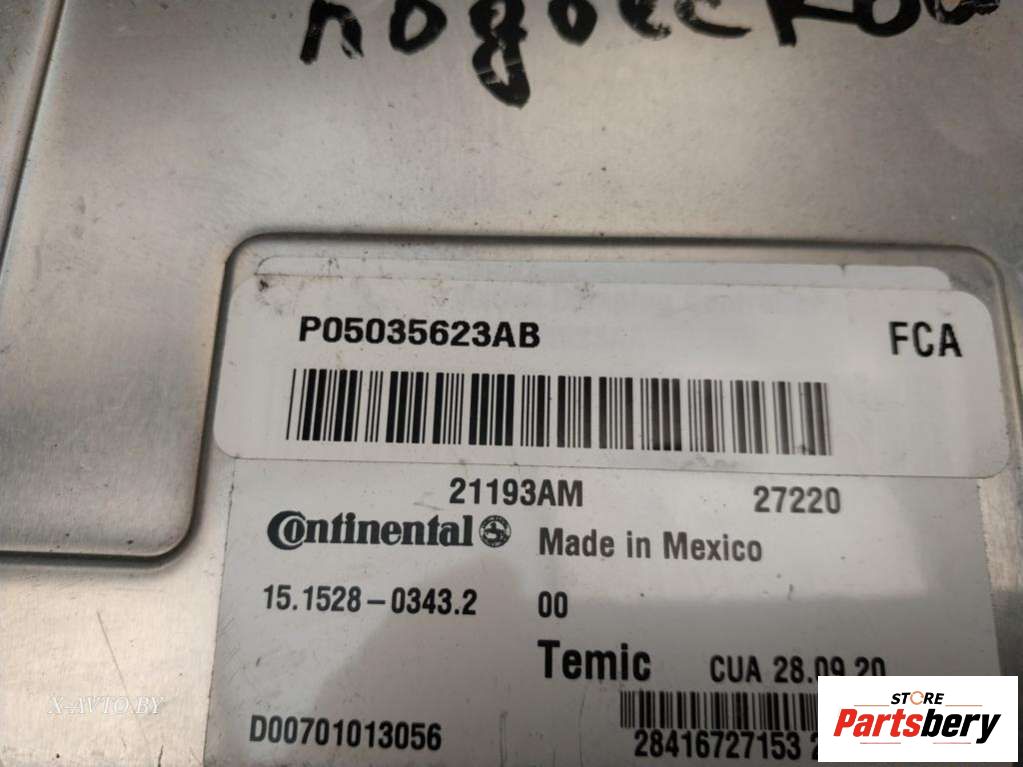 P05035623AB FCA
21193AM 27220
Continental Made in Mexico
15.1528-0343.2 00
Temic CUA 28.09.20
D00701013056 28416727153
X-AVTO.BY
STORE
Partsbery